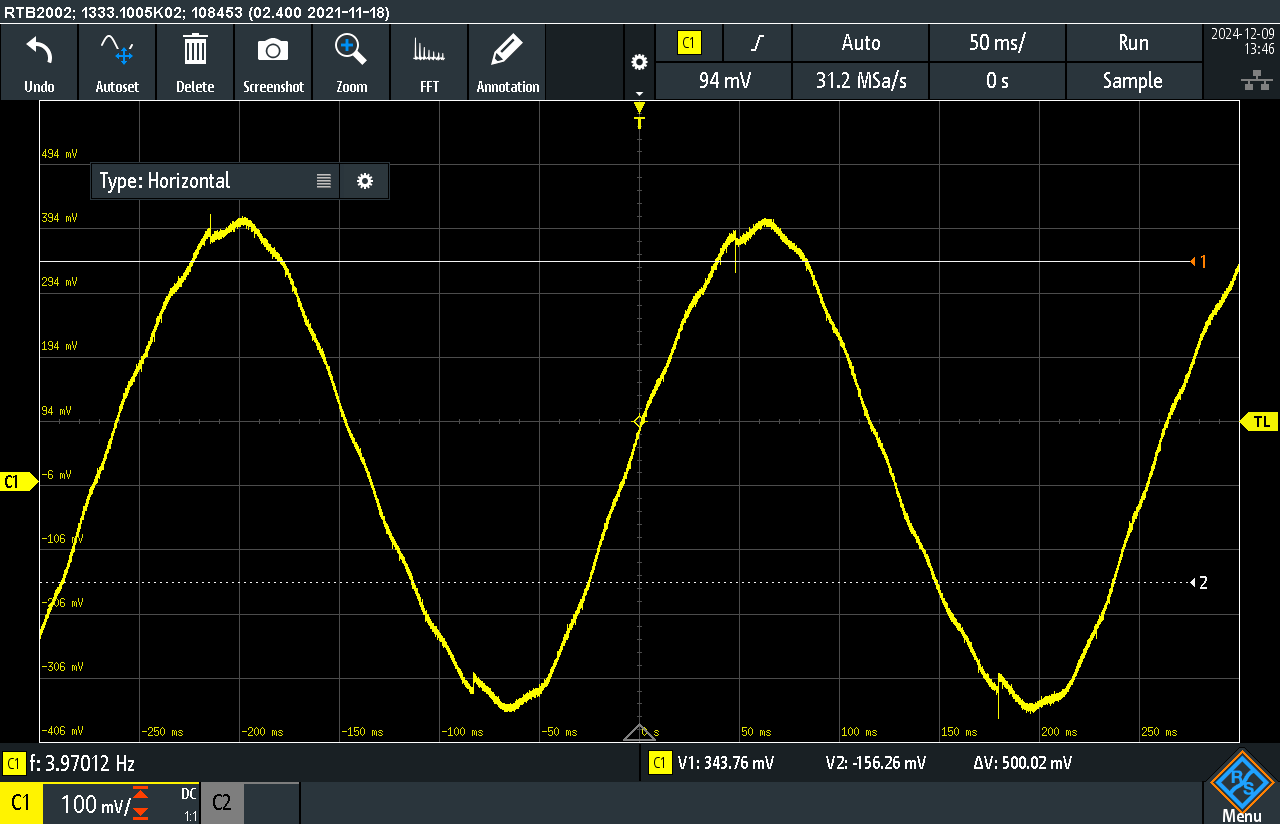 RTB2002; 1333.1005K02; 108453 (02.400 2021-11-18)
Undo Autoset Delete Screenshot Zoom FFT Annotation
C1 Auto 50 ms/ Run
94 mV 31.2 MSa/s 0 s Sample
2024-12-09
13:46
T
494 mV
Type: Horizontal
394 mV
1
294 mV
194 mV
94 mV
TL
-6 mV
C1
-106 mV
2
-206 mV
-306 mV
-406 mV -250 ms -200 ms -150 ms -100 ms -50 ms 0 s 50 ms 100 ms 150 ms 200 ms 250 ms
C1 f: 3.97012 Hz
C1 V1: 343.76 mV V2: -156.26 mV ΔV: 500.02 mV
C1 100 mV/ DC
1:1
C2
R S
Menu